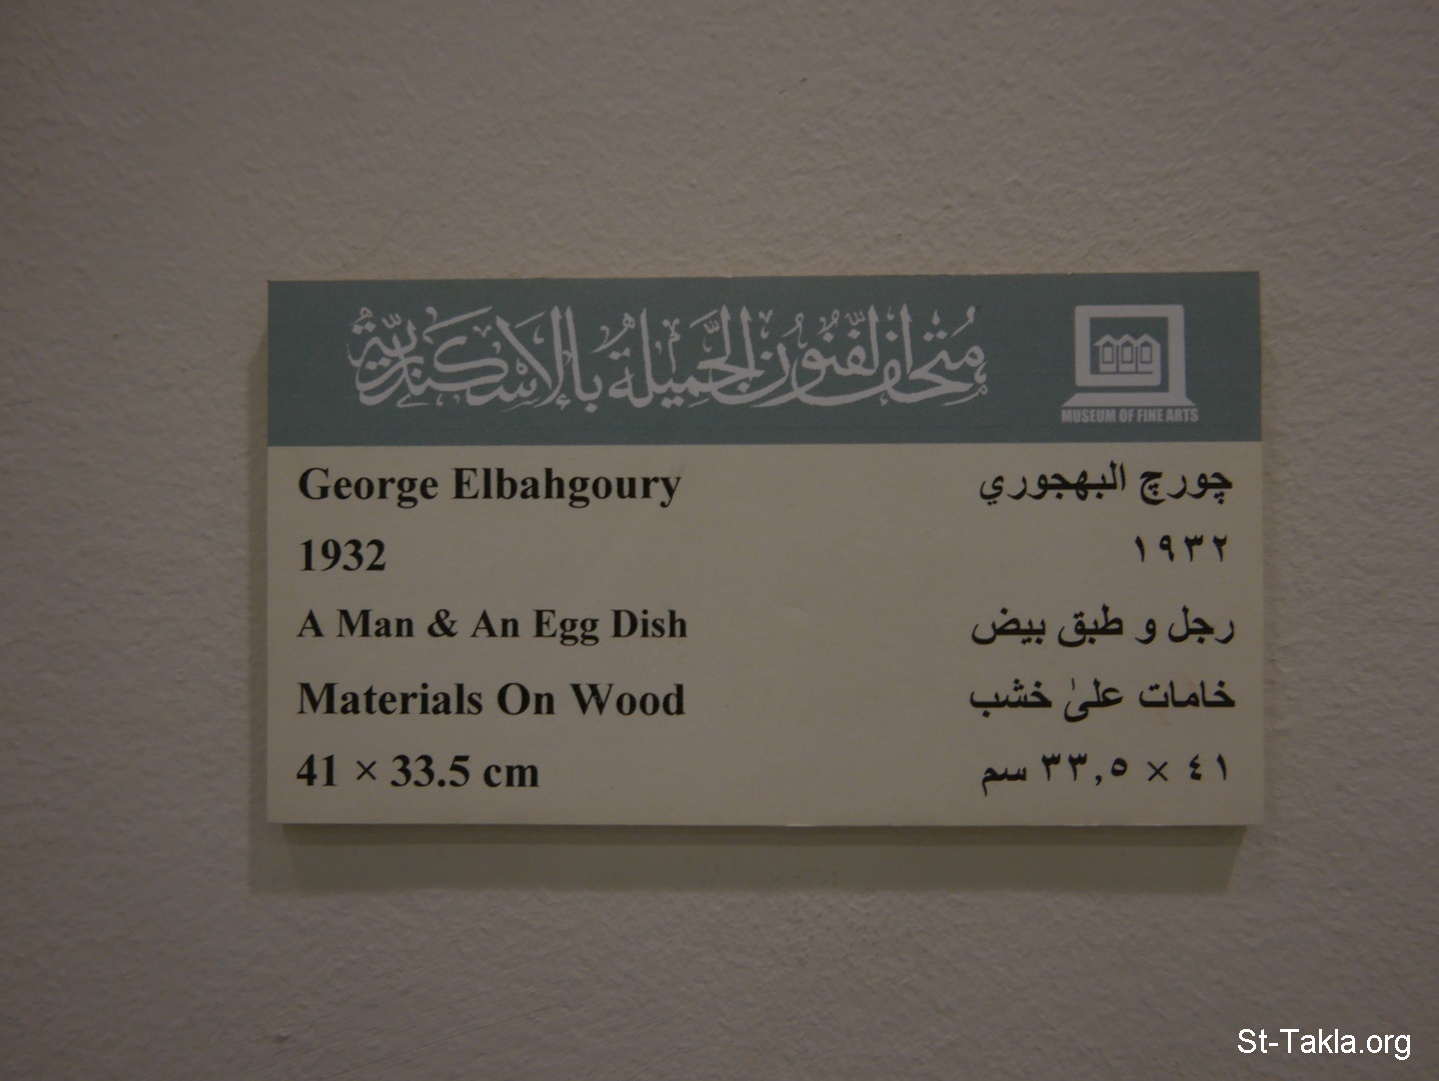 متحف الفنون الجميلة بالاسكندرية
MUSEUM OF FINE ARTS
George Elbahgoury
چورچ البهجوري
1932
١٩٣٢
A Man & An Egg Dish
رجل و طبق بيض
Materials On Wood
خامات علىٰ خشب
41 × 33.5 cm
٤١ × ٣٣,٥ سم
St-Takla.org